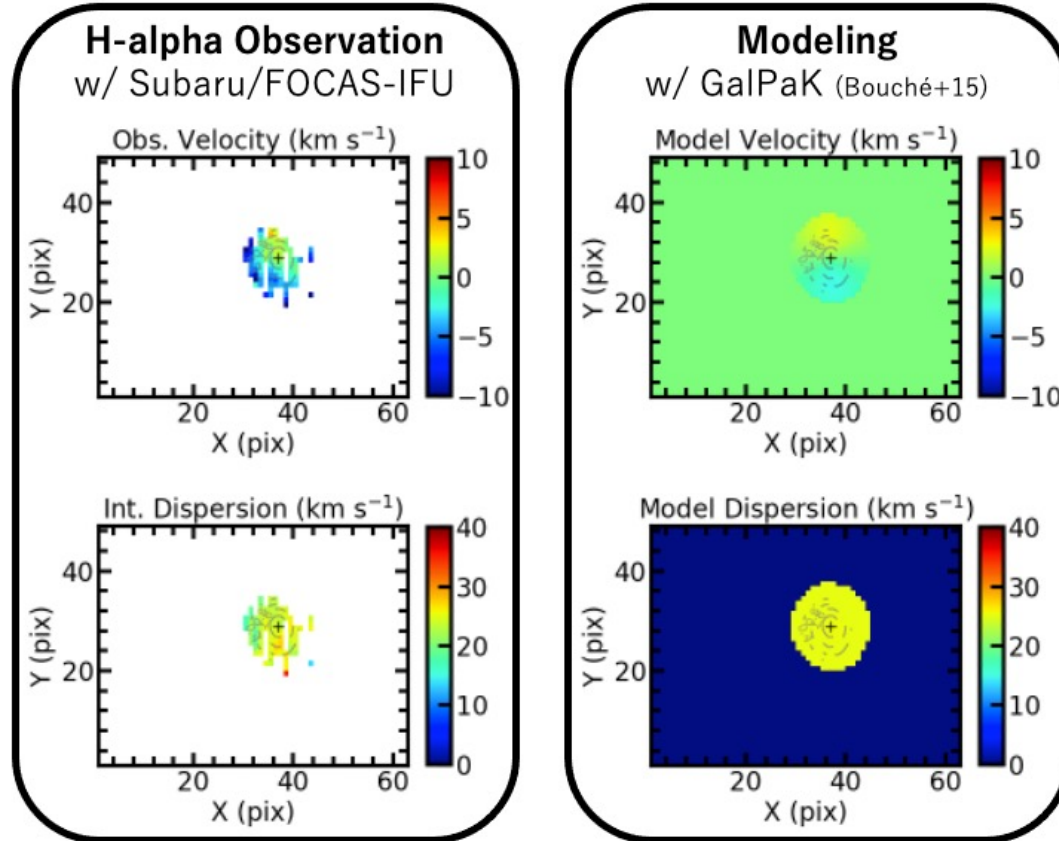 H-alpha Observation
w/ Subaru/FOCAS-IFU
Obs. Velocity (km s⁻¹)
40
20
Y (pix)
20 40 60
X (pix)
10
5
0
−5
−10
Int. Dispersion (km s⁻¹)
40
20
Y (pix)
20 40 60
X (pix)
40
30
20
10
0
Modeling
w/ GalPaK (Bouché+15)
Model Velocity (km s⁻¹)
40
20
Y (pix)
20 40 60
X (pix)
10
5
0
−5
−10
Model Dispersion (km s⁻¹)
40
20
Y (pix)
20 40 60
X (pix)
40
30
20
10
0